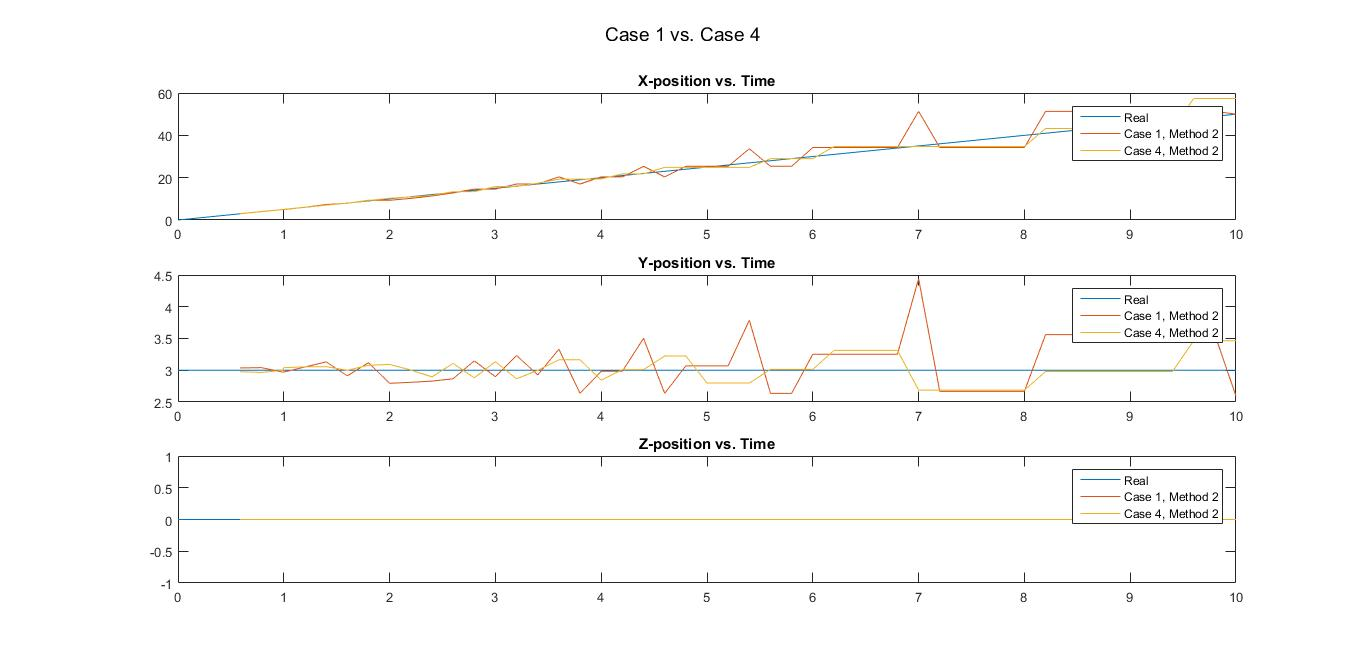 Case 1 vs. Case 4
X-position vs. Time
60
40
20
0
Real
Case 1, Method 2
Case 4, Method 2
0 1 2 3 4 5 6 7 8 9 10
Y-position vs. Time
4.5
4
3.5
3
2.5
Real
Case 1, Method 2
Case 4, Method 2
0 1 2 3 4 5 6 7 8 9 10
Z-position vs. Time
1
0.5
0
-0.5
-1
Real
Case 1, Method 2
Case 4, Method 2
0 1 2 3 4 5 6 7 8 9 10